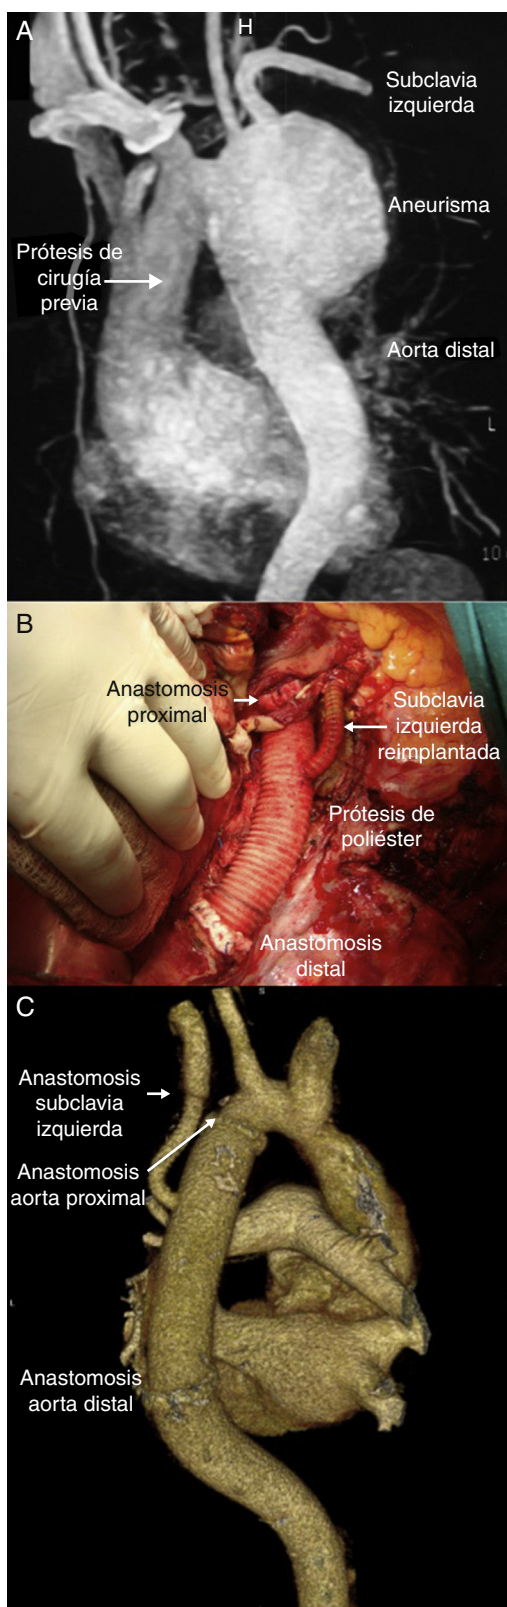 A
H
Subclavia
izquierda
Aneurisma
Prótesis de
cirugía
previa
Aorta distal
L
10
B
Anastomosis
proximal
Subclavia
izquierda
reimplantada
Prótesis de
poliéster
Anastomosis
distal
C
S
Anastomosis
subclavia
izquierda
Anastomosis
aorta proximal
Anastomosis
aorta distal